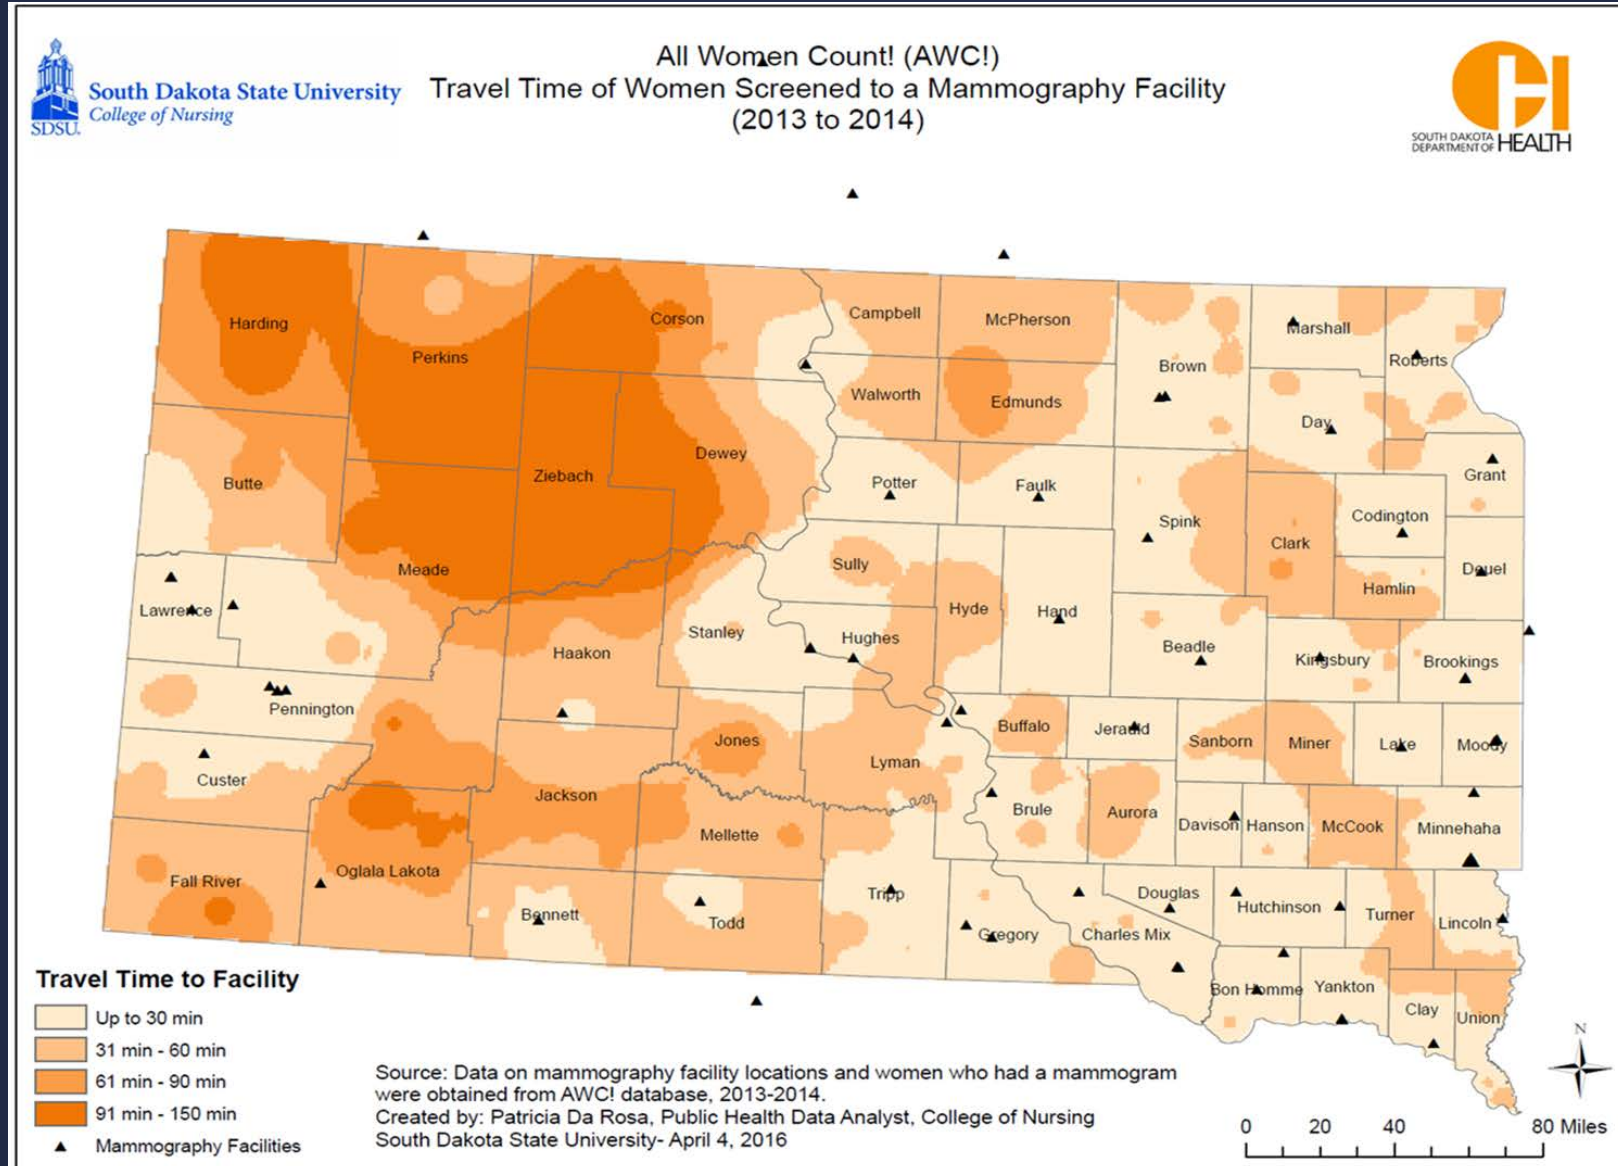 South Dakota State University
College of Nursing
SDSU.
All Women Count! (AWC!)
Travel Time of Women Screened to a Mammography Facility
(2013 to 2014)
SOUTH DAKOTA
DEPARTMENT OF HEALTH
Harding
Perkins
Corson
Campbell
McPherson
Brown
Marshall
Roberts
Walworth
Edmunds
Day
Butte
Ziebach
Dewey
Potter
Faulk
Spink
Clark
Codington
Grant
Meade
Sully
Hamlin
Deuel
Lawrence
Haakon
Stanley
Hughes
Hyde
Hand
Beadle
Kingsbury
Brookings
Pennington
Jones
Lyman
Buffalo
Jerauld
Sanborn
Miner
Lake
Moody
Custer
Jackson
Mellette
Brule
Aurora
Davison
Hanson
McCook
Minnehaha
Fall River
Oglala Lakota
Bennett
Todd
Tripp
Gregory
Charles Mix
Douglas
Hutchinson
Turner
Lincoln
Bon Homme
Yankton
Clay
Union
Travel Time to Facility
Up to 30 min
31 min - 60 min
61 min - 90 min
91 min - 150 min
Mammography Facilities
Source: Data on mammography facility locations and women who had a mammogram
were obtained from AWC! database, 2013-2014.
Created by: Patricia Da Rosa, Public Health Data Analyst, College of Nursing
South Dakota State University- April 4, 2016
N
0 20 40 80 Miles